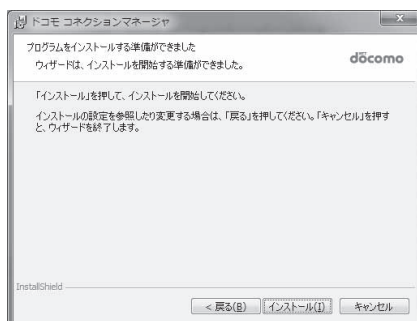 ドコモ コネクションマネージャ
プログラムをインストールする準備ができました
ウィザードは、インストールを開始する準備ができました。
döcomo
「インストール」を押して、インストールを開始してください。
インストールの設定を参照したり変更する場合は、「戻る」を押してください。「キャンセル」を押す
と、ウィザードを終了します。
InstallShield
< 戻る(B) インストール(I) キャンセル